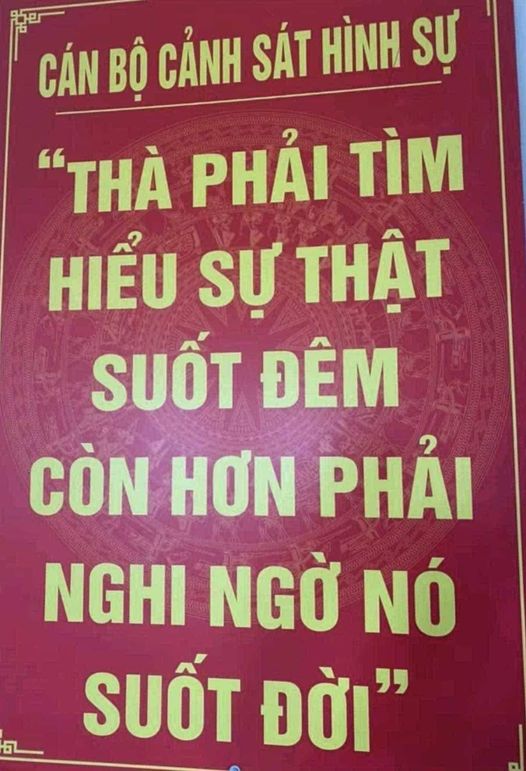 CÁN BỘ CẢNH SÁT HÌNH SỰ
“THÀ PHẢI TÌM
HIỂU SỰ THẬT
SUỐT ĐÊM
CÒN HƠN PHẢI
NGHI NGỜ NÓ
SUỐT ĐỜI”